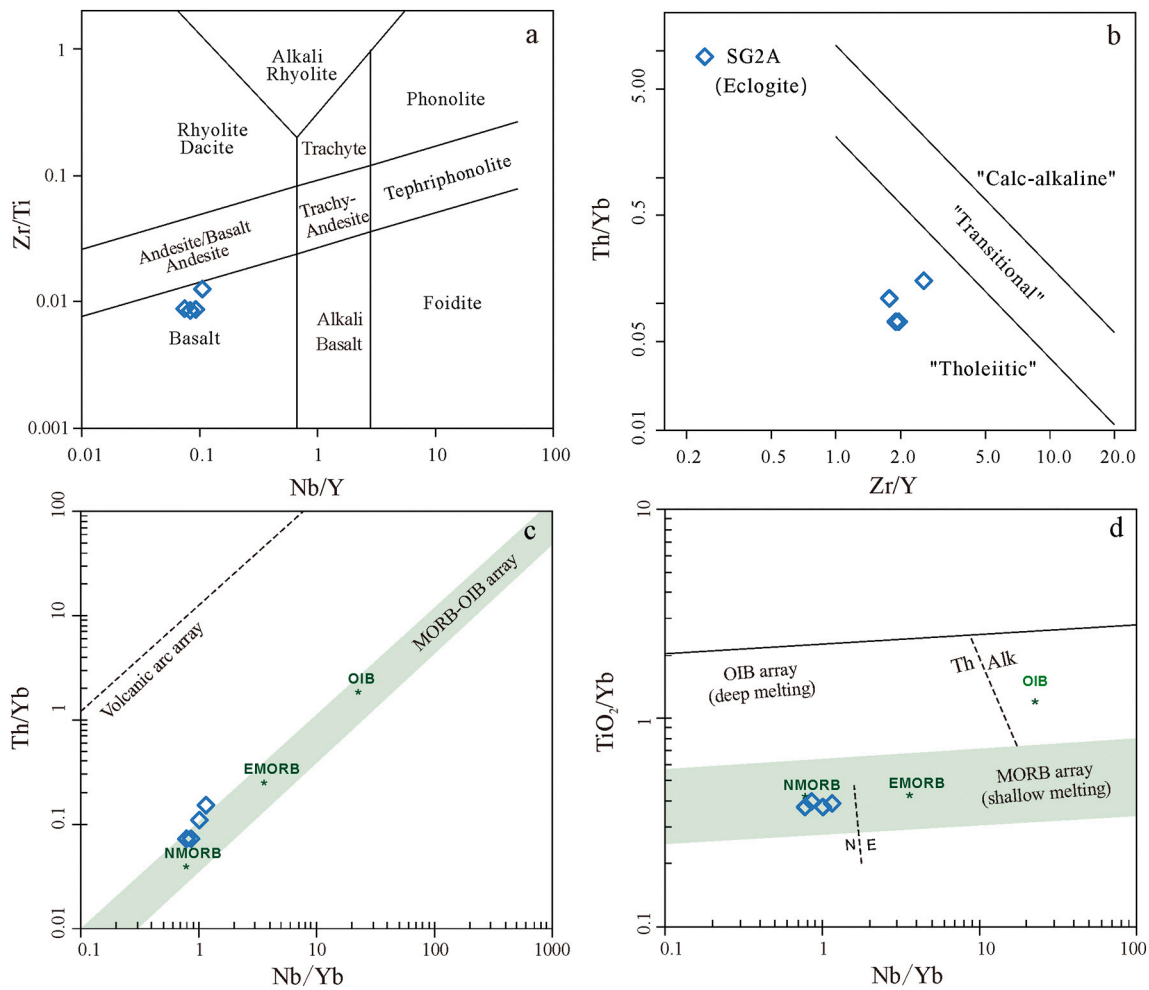 a
1
0.1
0.01
0.001
Zr/Ti
Alkali
Rhyolite
Phonolite
Rhyolite
Dacite
Trachyte
Tephriphonolite
Trachy-
Andesite
Andesite/Basalt
Andesite
Foidite
Alkali
Basalt
Basalt
0.01
0.1
1
10
100
Nb/Y
b
SG2A
(Eclogite)
5.00
0.5
0.05
0.01
Th/Yb
"Calc-alkaline"
"Transitional"
"Tholeiitic"
0.2
0.5
1.0
2.0
5.0
10.0
20.0
Zr/Y
c
100
10
1
0.1
0.01
Th/Yb
Volcanic arc array
MORB-OIB array
OIB
*
EMORB
*
NMORB
*
0.1
1
10
100
1000
Nb/Yb
d
10
1
0.1
TiO₂/Yb
OIB array
(deep melting)
Th
Alk
OIB
*
NMORB
*
EMORB
*
MORB array
(shallow melting)
N
E
0.1
1
10
100
Nb/Yb